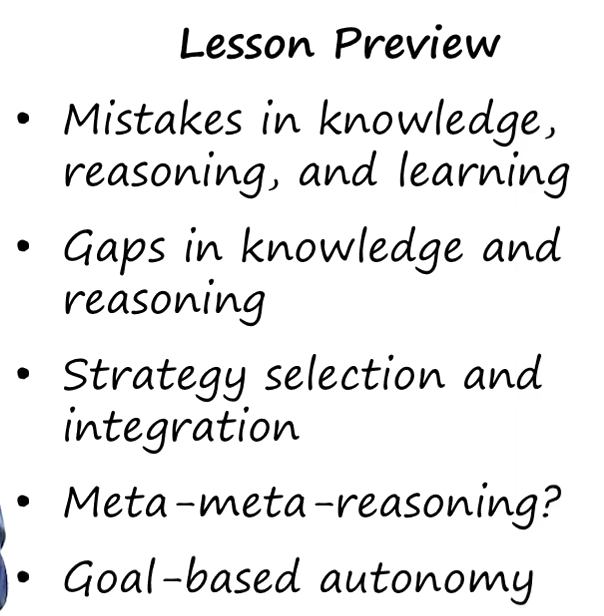 Lesson Preview
• Mistakes in knowledge,
reasoning, and learning
• Gaps in knowledge and
reasoning
• Strategy selection and
integration
• Meta-meta-reasoning?
• Goal-based autonomy